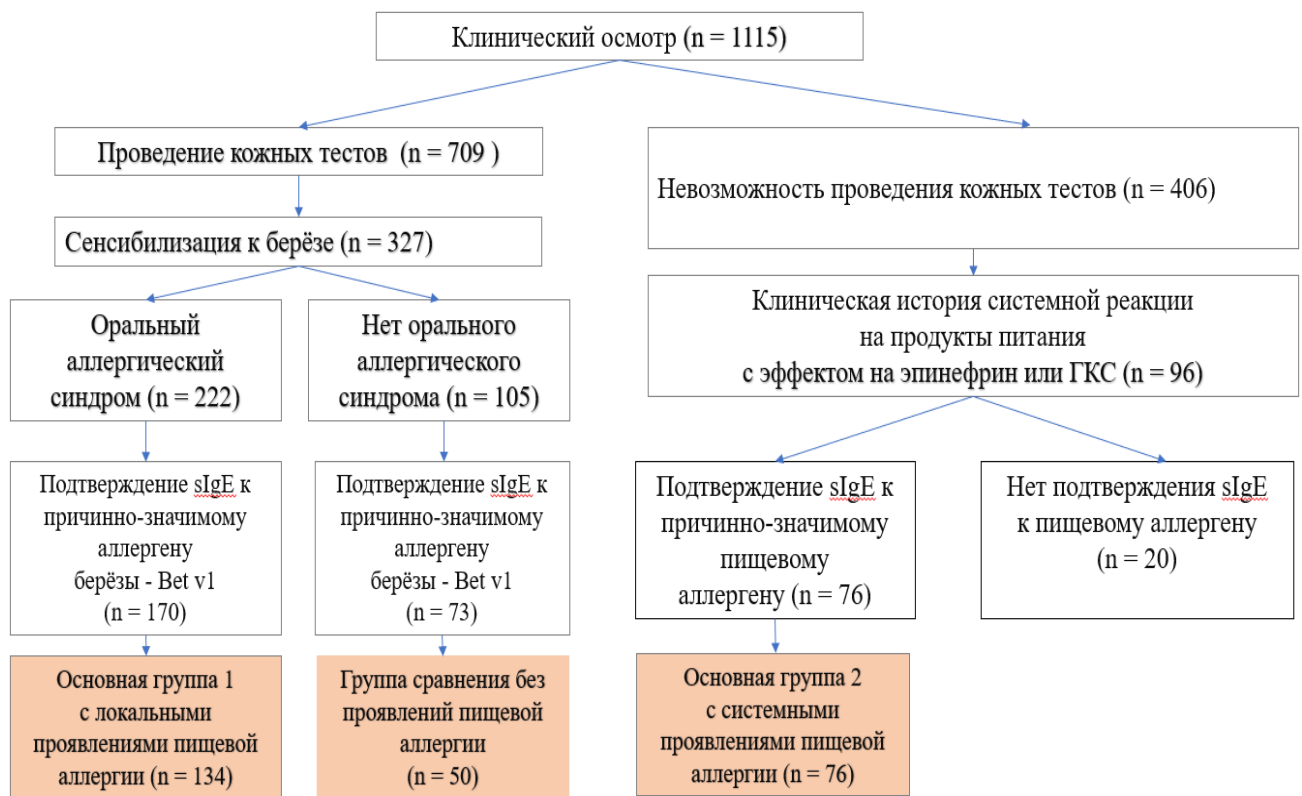 Клинический осмотр (n = 1115)
Проведение кожных тестов (n = 709 )
Невозможность проведения кожных тестов (n = 406)
Сенсибилизация к берёзе (n = 327)
Клиническая история системной реакции
на продукты питания
с эффектом на эпинефрин или ГКС (n = 96)
Оральный
аллергический
синдром (n = 222)
Нет орального
аллергического
синдрома (n = 105)
Подтверждение sIgE к
причинно-значимому
аллергену
берёзы - Bet v1
(n = 170)
Подтверждение sIgE к
причинно-значимому
аллергену
берёзы - Bet v1
(n = 73)
Подтверждение sIgE к
причинно-значимому
пищевому
аллергену (n = 76)
Нет подтверждения sIgE
к пищевому аллергену
(n = 20)
Основная группа 1
с локальными
проявлениями пищевой
аллергии (n = 134)
Группа сравнения без
проявлений пищевой
аллергии
(n = 50)
Основная группа 2
с системными
проявлениями пищевой
аллергии (n = 76)